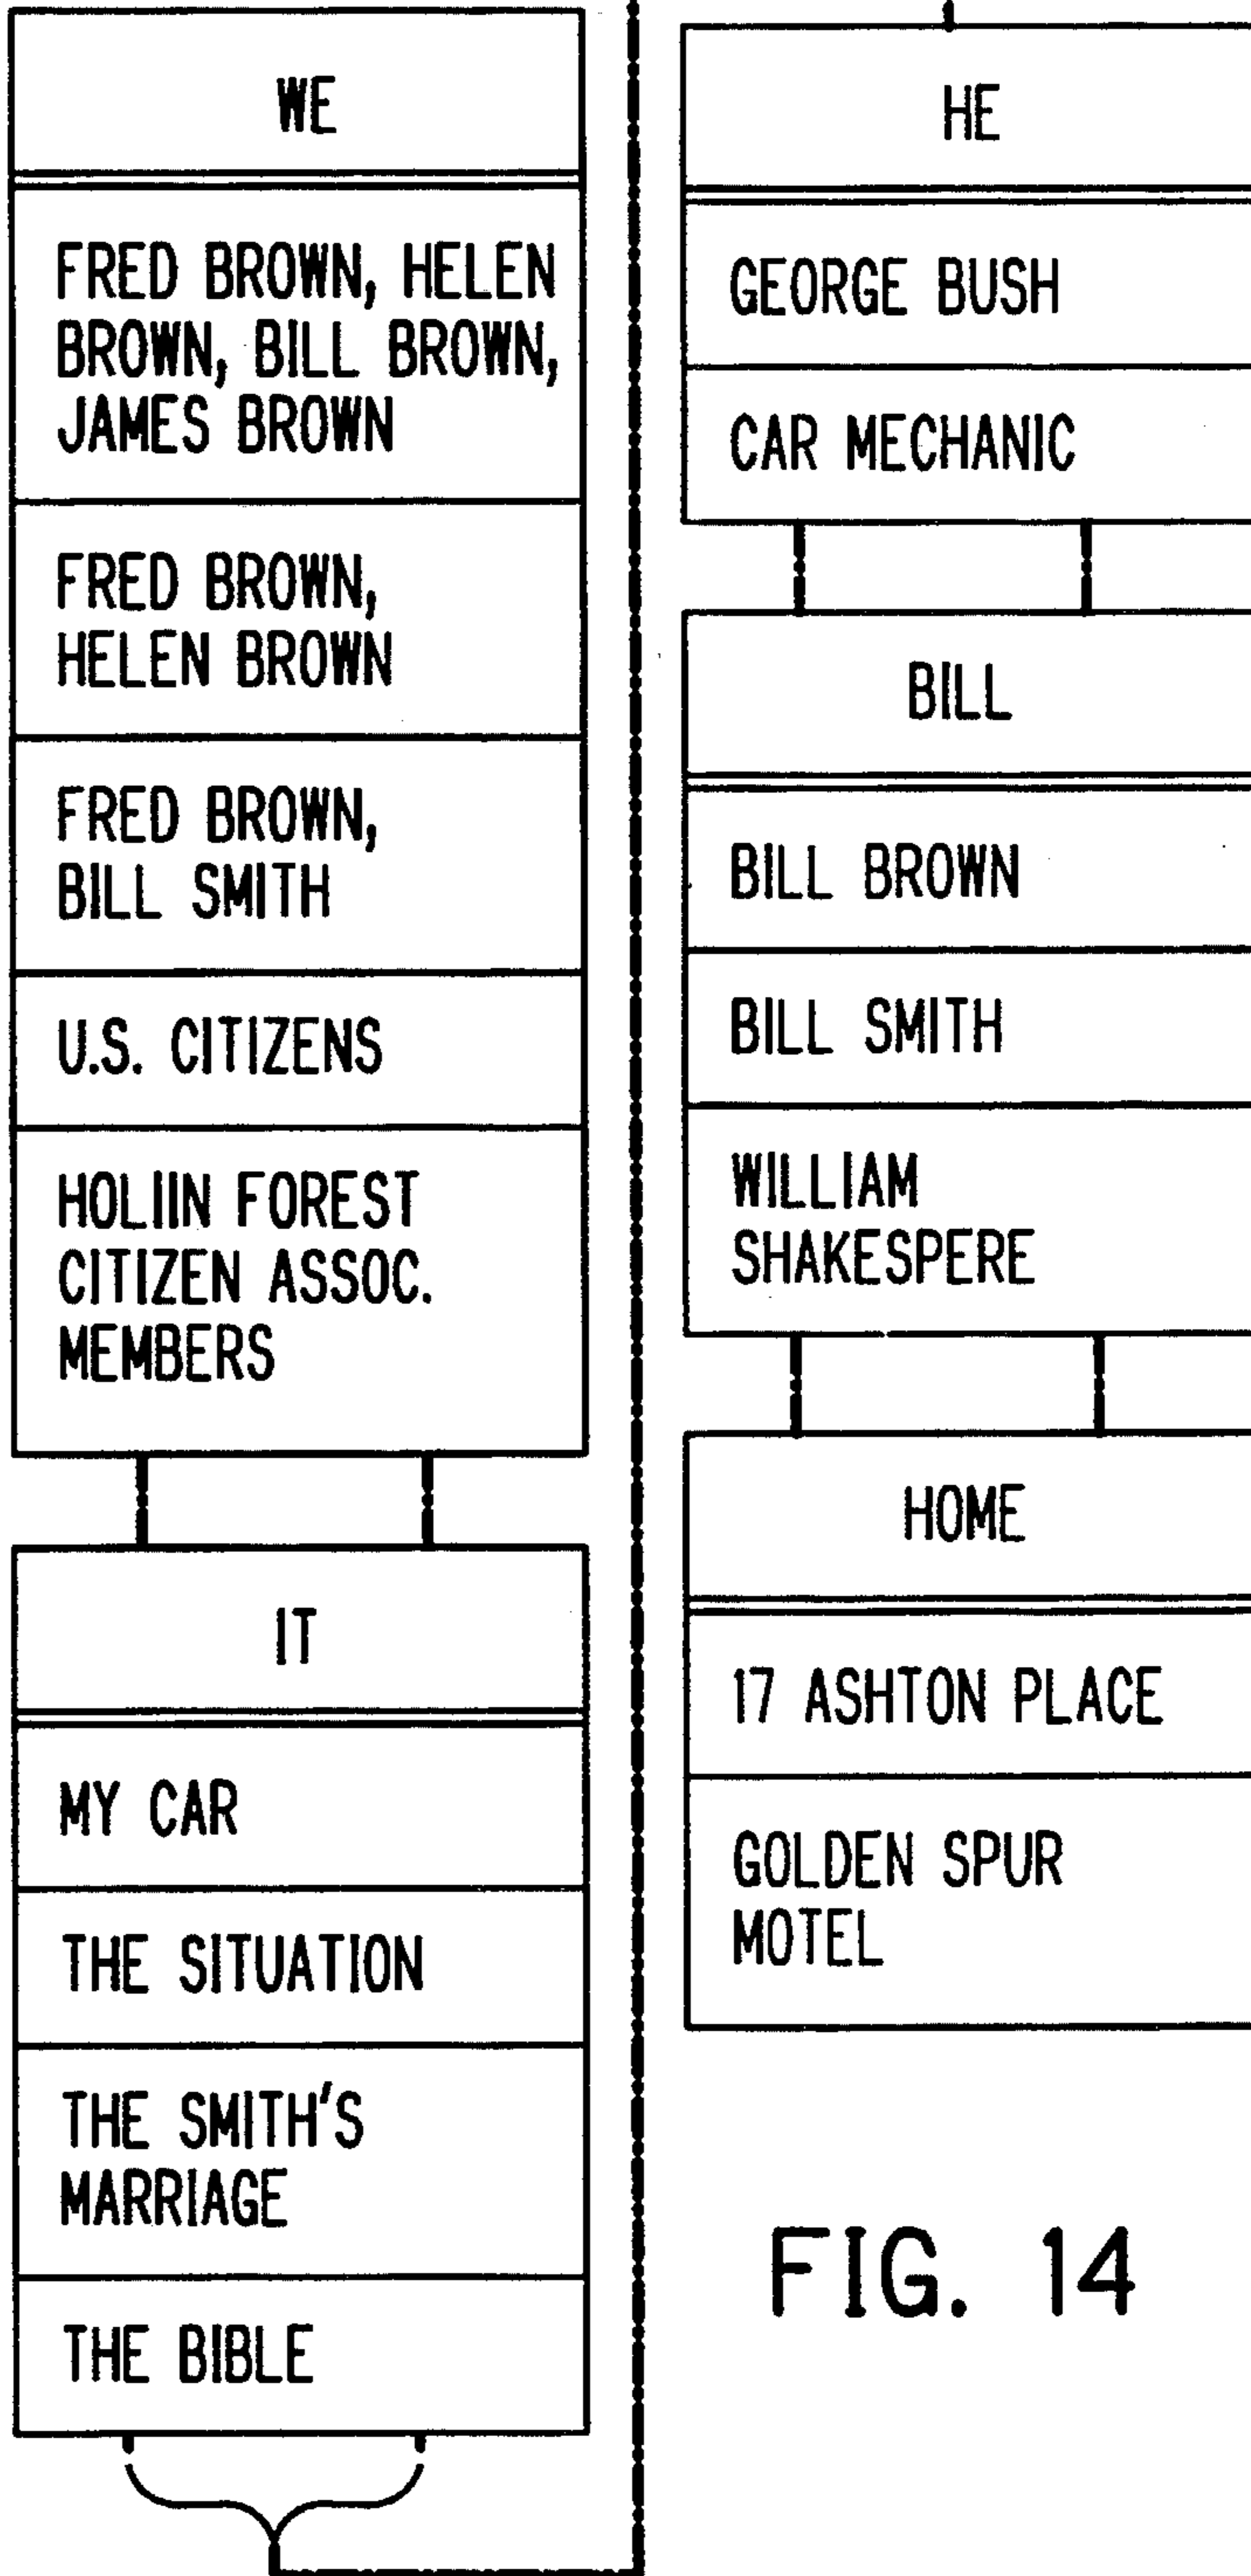 WE
FRED BROWN, HELEN
BROWN, BILL BROWN,
JAMES BROWN
FRED BROWN,
HELEN BROWN
FRED BROWN,
BILL SMITH
U.S. CITIZENS
HOLIIN FOREST
CITIZEN ASSOC.
MEMBERS
IT
MY CAR
THE SITUATION
THE SMITH'S
MARRIAGE
THE BIBLE
HE
GEORGE BUSH
CAR MECHANIC
BILL
BILL BROWN
BILL SMITH
WILLIAM
SHAKESPERE
HOME
17 ASHTON PLACE
GOLDEN SPUR
MOTEL
FIG. 14